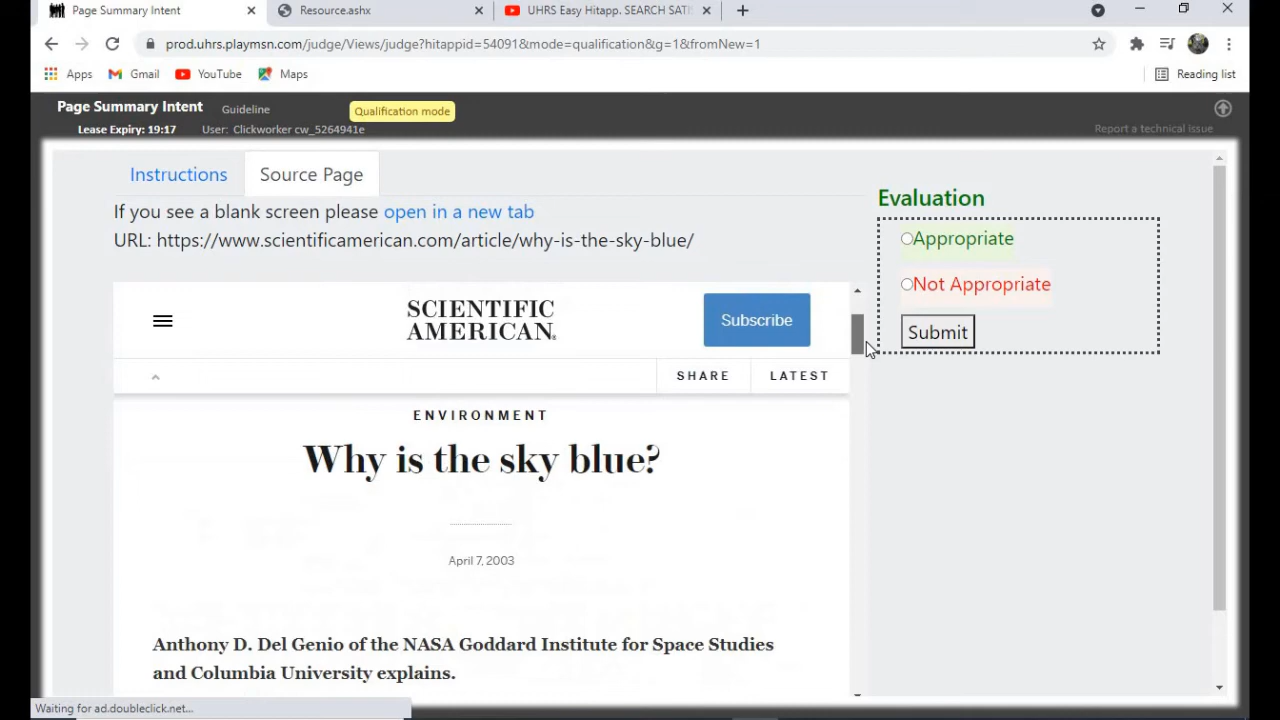 Page Summary Intent
Resource.ashx
UHRS Easy Hitapp. SEARCH SATI
prod.uhrs.playmsn.com/judge/Views/judge?hitappid=54091&mode=qualification&g=1&fromNew=1
Apps Gmail YouTube Maps Reading list
Page Summary Intent Guideline Qualification mode
Lease Expiry: 19:17 User: Clickworker cw_5264941e Report a technical issue
Instructions Source Page
If you see a blank screen please open in a new tab
URL: https://www.scientificamerican.com/article/why-is-the-sky-blue/
Evaluation
Appropriate
Not Appropriate
Submit
SCIENTIFIC
AMERICAN
Subscribe
SHARE LATEST
ENVIRONMENT
Why is the sky blue?
April 7, 2003
Anthony D. Del Genio of the NASA Goddard Institute for Space Studies
and Columbia University explains.
Waiting for ad.doubleclick.net...